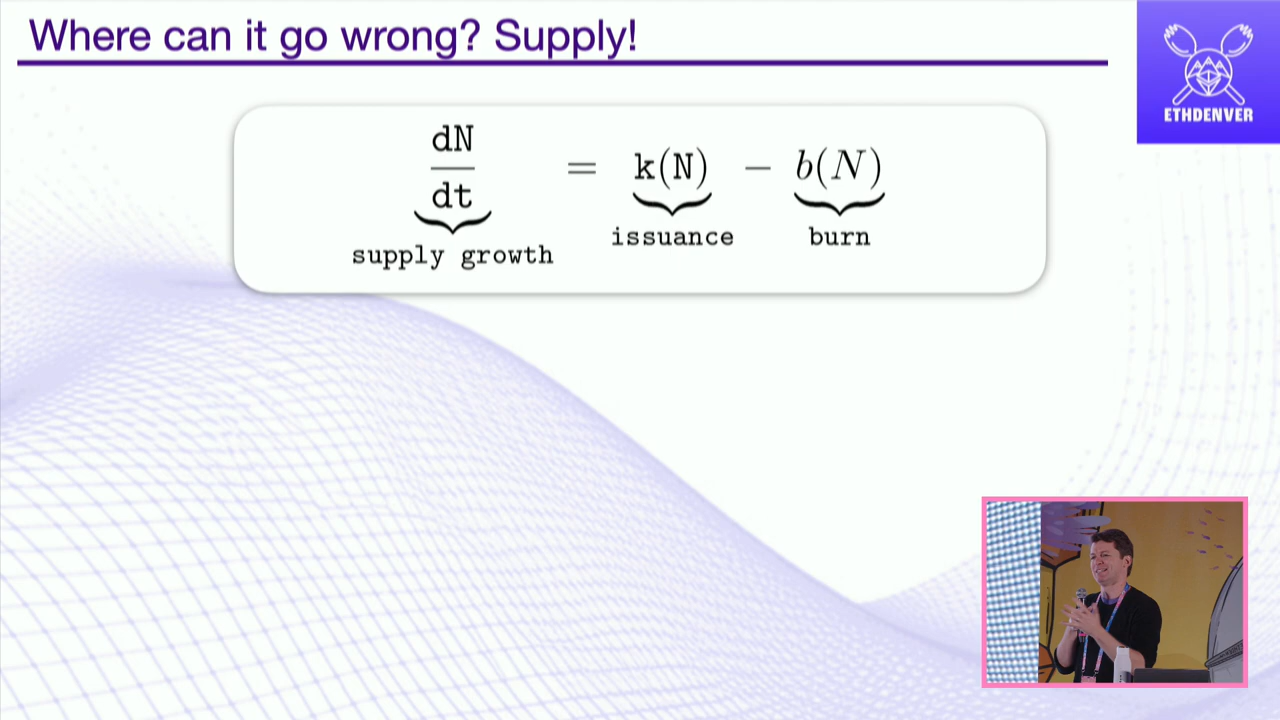 Where can it go wrong? Supply!
ETHDENVER
dN/dt = k(N) − b(N)
supply growth
issuance
burn